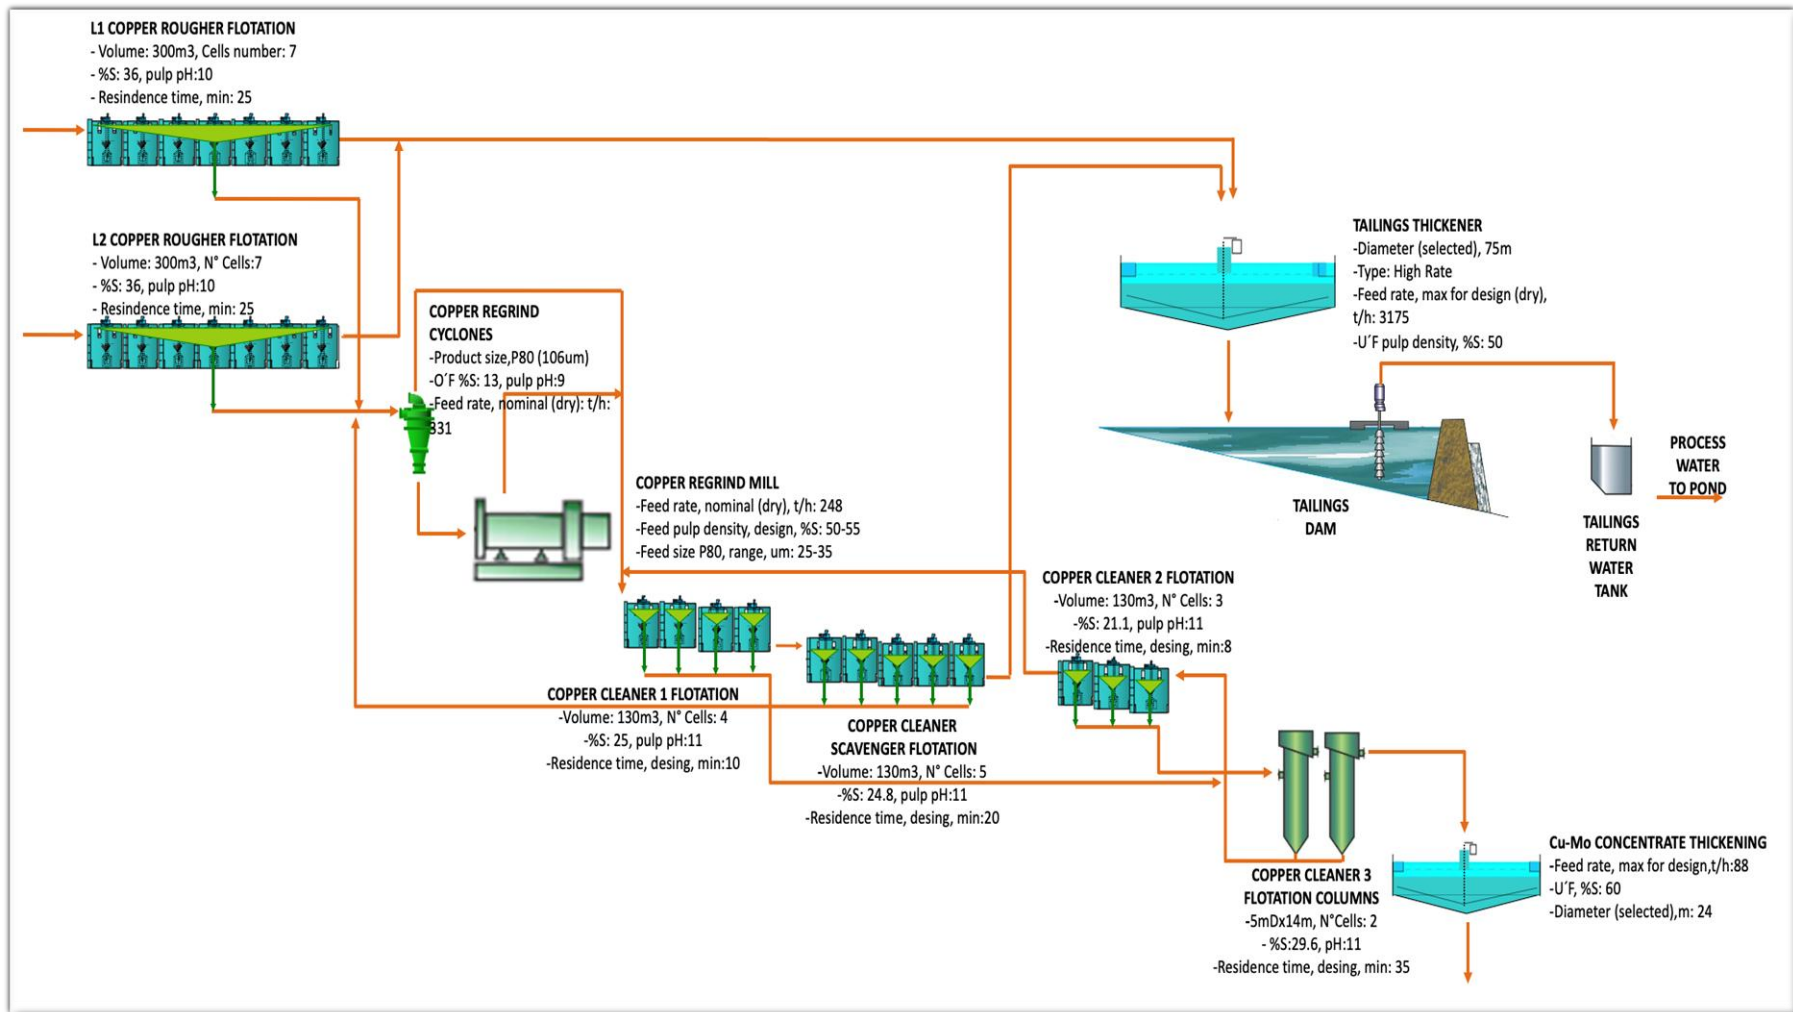 L1 COPPER ROUGHER FLOTATION
- Volume: 300m3, Cells number: 7
- %S: 36, pulp pH:10
- Resindence time, min: 25
L2 COPPER ROUGHER FLOTATION
- Volume: 300m3, N° Cells:7
- %S: 36, pulp pH:10
- Resindence time, min: 25
COPPER REGRIND
CYCLONES
-Product size,P80 (106um)
-O´F %S: 13, pulp pH:9
-Feed rate, nominal (dry): t/h:
331
COPPER REGRIND MILL
-Feed rate, nominal (dry), t/h: 248
-Feed pulp density, design, %S: 50-55
-Feed size P80, range, um: 25-35
TAILINGS THICKENER
-Diameter (selected), 75m
-Type: High Rate
-Feed rate, max for design (dry),
t/h: 3175
-U´F pulp density, %S: 50
TAILINGS
DAM
TAILINGS
RETURN
WATER
TANK
PROCESS
WATER
TO POND
COPPER CLEANER 1 FLOTATION
-Volume: 130m3, N° Cells: 4
-%S: 25, pulp pH:11
-Residence time, desing, min:10
COPPER CLEANER
SCAVENGER FLOTATION
-Volume: 130m3, N° Cells: 5
-%S: 24.8, pulp pH:11
-Residence time, desing, min:20
COPPER CLEANER 2 FLOTATION
-Volume: 130m3, N° Cells: 3
-%S: 21.1, pulp pH:11
-Residence time, desing, min:8
COPPER CLEANER 3
FLOTATION COLUMNS
-5mDx14m, N°Cells: 2
- %S:29.6, pH:11
-Residence time, desing, min: 35
Cu-Mo CONCENTRATE THICKENING
-Feed rate, max for design,t/h:88
-U´F, %S: 60
-Diameter (selected),m: 24